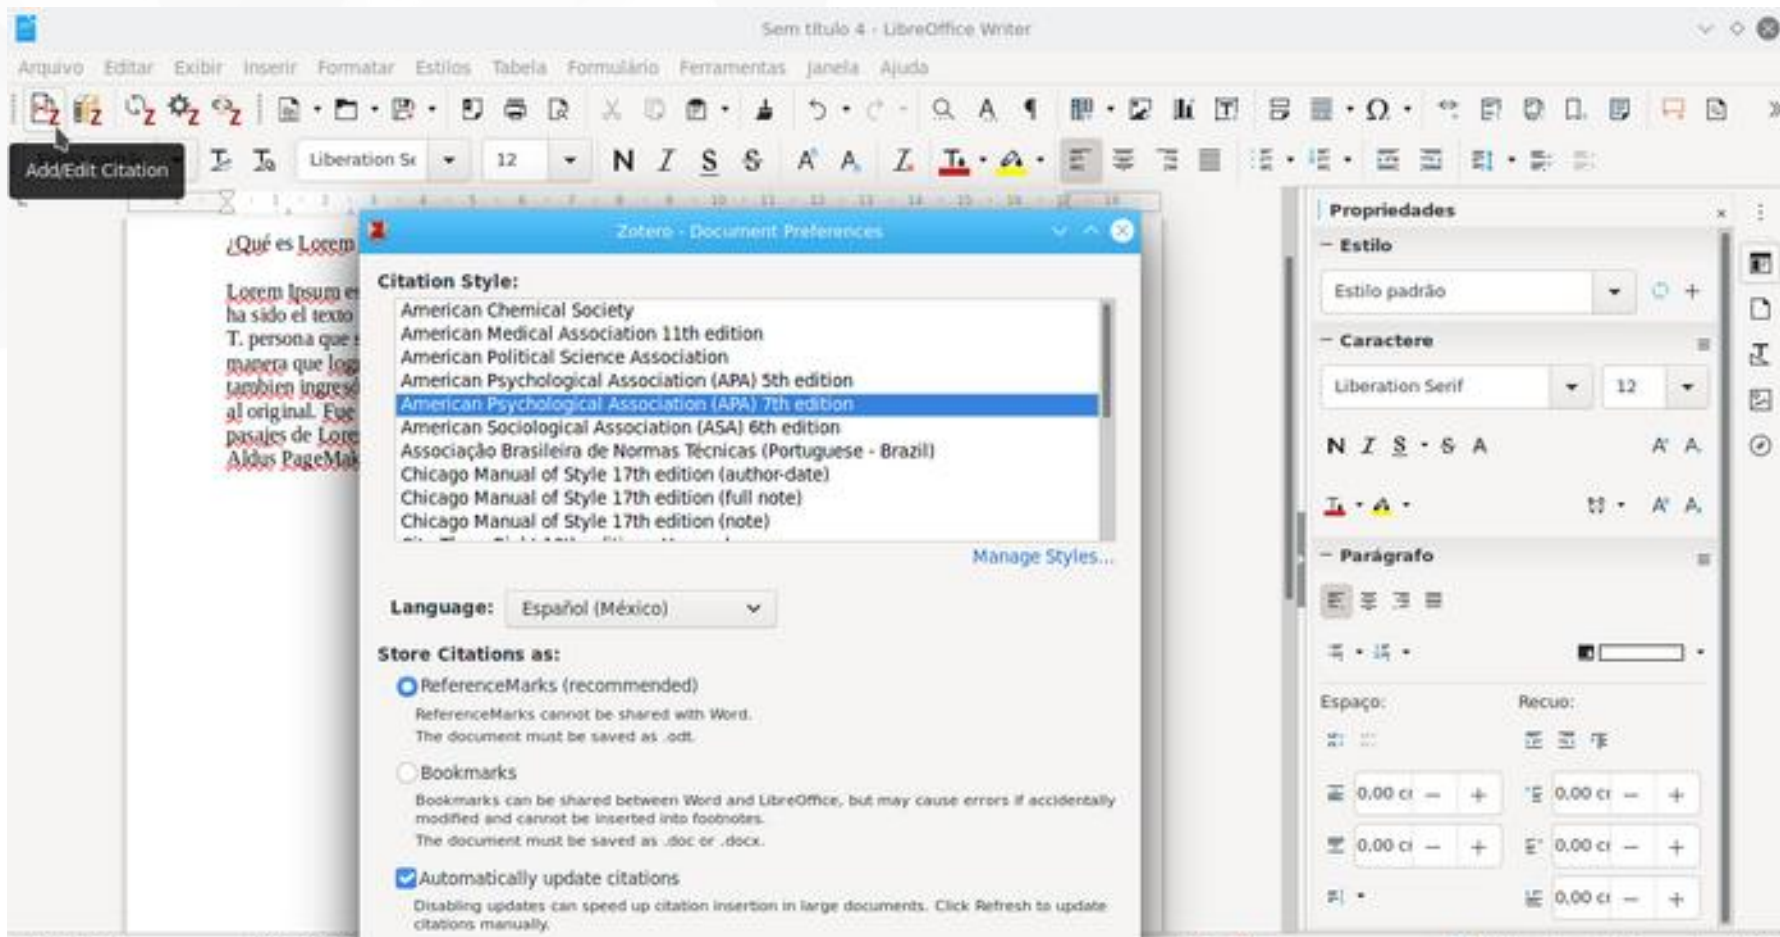 Sem título 4 - LibreOffice Writer
Arquivo Editar Exibir Inserir Formatar Estilos Tabela Formulário Ferramentas Janela Ajuda
Add/Edit Citation
Liberation Se 12
¿Qué es Lorem
Lorem Ipsum es
ha sido el texto
T. persona que s
manera que logr
tambien ingresó
al original. Fue
pasajes de Lore
Aldus PageMak
Zotero - Document Preferences
Citation Style:
American Chemical Society
American Medical Association 11th edition
American Political Science Association
American Psychological Association (APA) 5th edition
American Psychological Association (APA) 7th edition
American Sociological Association (ASA) 6th edition
Associação Brasileira de Normas Técnicas (Portuguese - Brazil)
Chicago Manual of Style 17th edition (author-date)
Chicago Manual of Style 17th edition (full note)
Chicago Manual of Style 17th edition (note)
Manage Styles...
Language: Español (México)
Store Citations as:
ReferenceMarks (recommended)
ReferenceMarks cannot be shared with Word.
The document must be saved as .odt.
Bookmarks
Bookmarks can be shared between Word and LibreOffice, but may cause errors if accidentally
modified and cannot be inserted into footnotes.
The document must be saved as .doc or .docx.
Automatically update citations
Disabling updates can speed up citation insertion in large documents. Click Refresh to update
citations manually.
Propriedades
Estilo
Estilo padrão
Caractere
Liberation Serif 12
N I S S A
Parágrafo
Espaço: Recuo:
0,00 0,00
0,00 0,00
0,00